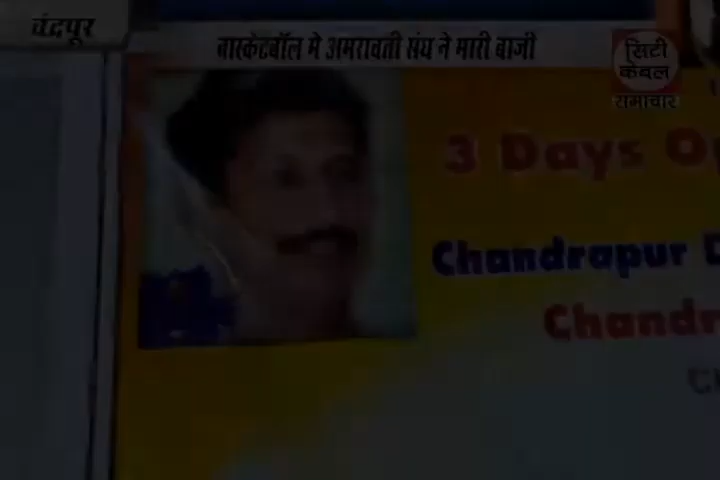 चंद्रपूर
बास्केटबॉल मे अमरावती संघ ने मारी बाजी
सिटी
केबल
समाचार
3 Days O
Chandrapur D
Chandr